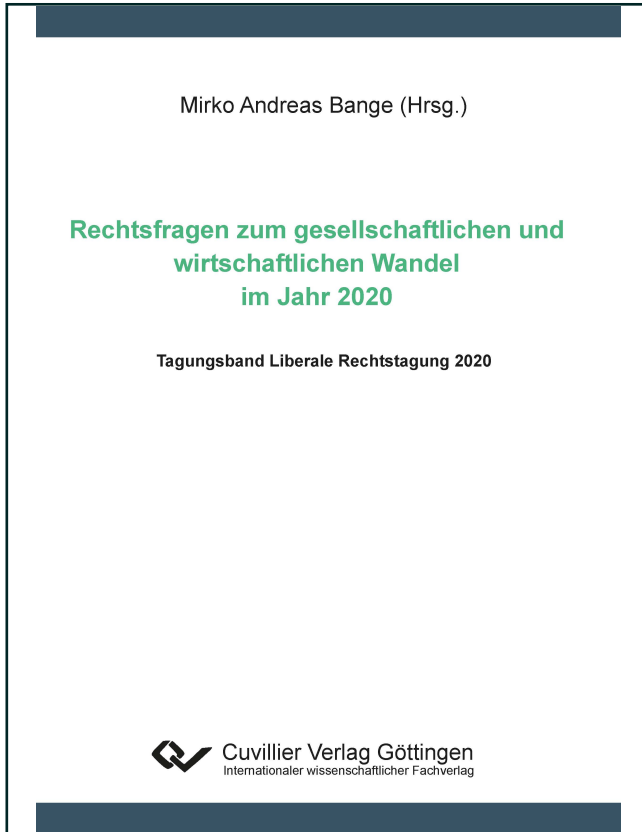 Mirko Andreas Bange (Hrsg.)
Rechtsfragen zum gesellschaftlichen und
wirtschaftlichen Wandel
im Jahr 2020
Tagungsband Liberale Rechtstagung 2020
Cuvillier Verlag Göttingen
Internationaler wissenschaftlicher Fachverlag